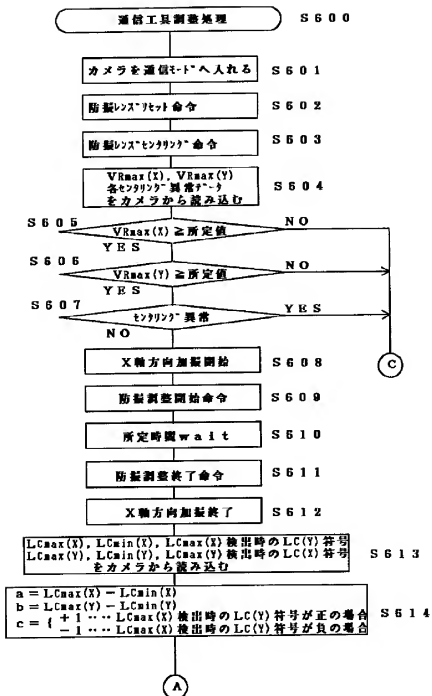 通信工具調整処理 S600
カメラを通信モードへ入れる S601
防振レンズリセット命令 S602
防振レンズセンタリング命令 S603
VRmax(X), VRmax(Y)
各センタリング異常データ
をカメラから読み込む S604
S605
VRmax(X)≧所定値 NO
YES
S606
VRmax(Y)≧所定値 NO
YES
S607
センタリング異常 YES
NO
C
X軸方向加振開始 S608
防振調整開始命令 S609
所定時間wait S610
防振調整終了命令 S611
X軸方向加振終了 S612
LCmax(X), LCmin(X), LCmax(X)検出時のLC(Y)符号
LCmax(Y), LCmin(Y), LCmax(Y)検出時のLC(X)符号
をカメラから読み込む S613
a=LCmax(X)-LCmin(X)
b=LCmax(Y)-LCmin(Y)
c={ +1‥‥LCmax(X)検出時のLC(Y)符号が正の場合
-1‥‥LCmax(X)検出時のLC(Y)符号が負の場合
S614
A